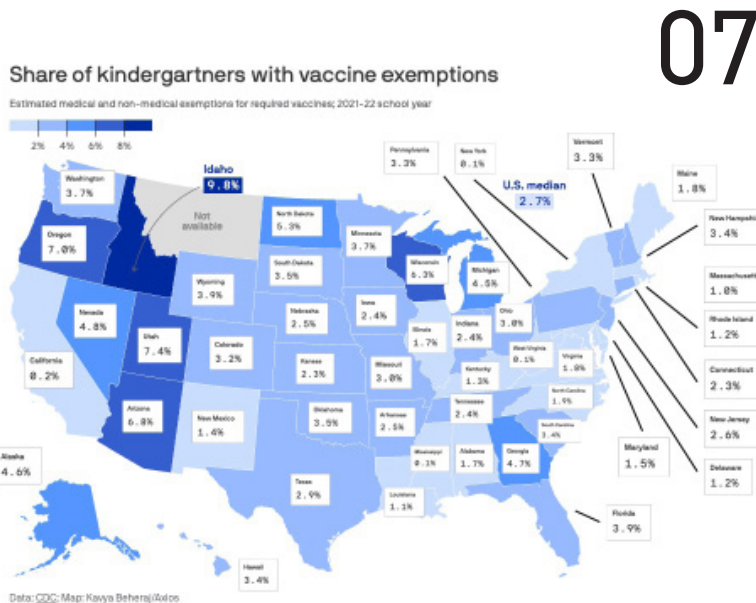 07
Share of kindergartners with vaccine exemptions
Estimated medical and non-medical exemptions for required vaccines; 2021-22 school year
2% 4% 6% 8%
Pennsylvania
3.3%
New York
0.1%
Vermont
3.3%
U.S. median
2.7%
Maine
1.8%
New Hampshire
3.4%
Massachusett
1.0%
Rhode Island
1.2%
Connecticut
2.3%
New Jersey
2.6%
Delaware
1.2%
Maryland
1.5%
Washington
3.7%
Idaho
9.8%
Not
available
North Dakota
5.3%
Minnesota
3.7%
Oregon
7.0%
Wisconsin
6.3%
Michigan
4.5%
South Dakota
3.5%
Wyoming
3.9%
Nevada
4.8%
Utah
7.4%
Colorado
3.2%
Nebraska
2.5%
Iowa
2.4%
Illinois
1.7%
Indiana
2.4%
Ohio
3.0%
West Virginia
0.1%
Virginia
1.8%
California
0.2%
Kansas
2.3%
Missouri
3.0%
Kentucky
1.3%
North Carolina
1.9%
Tennessee
2.4%
South Carolina
3.4%
Arizona
6.8%
New Mexico
1.4%
Oklahoma
3.5%
Arkansas
2.5%
Mississippi
0.1%
Alabama
1.7%
Georgia
4.7%
Texas
2.9%
Louisiana
1.1%
Florida
3.9%
Alaska
4.6%
Hawaii
3.4%
Data: CDC; Map: Kavya Beheraj/Axios